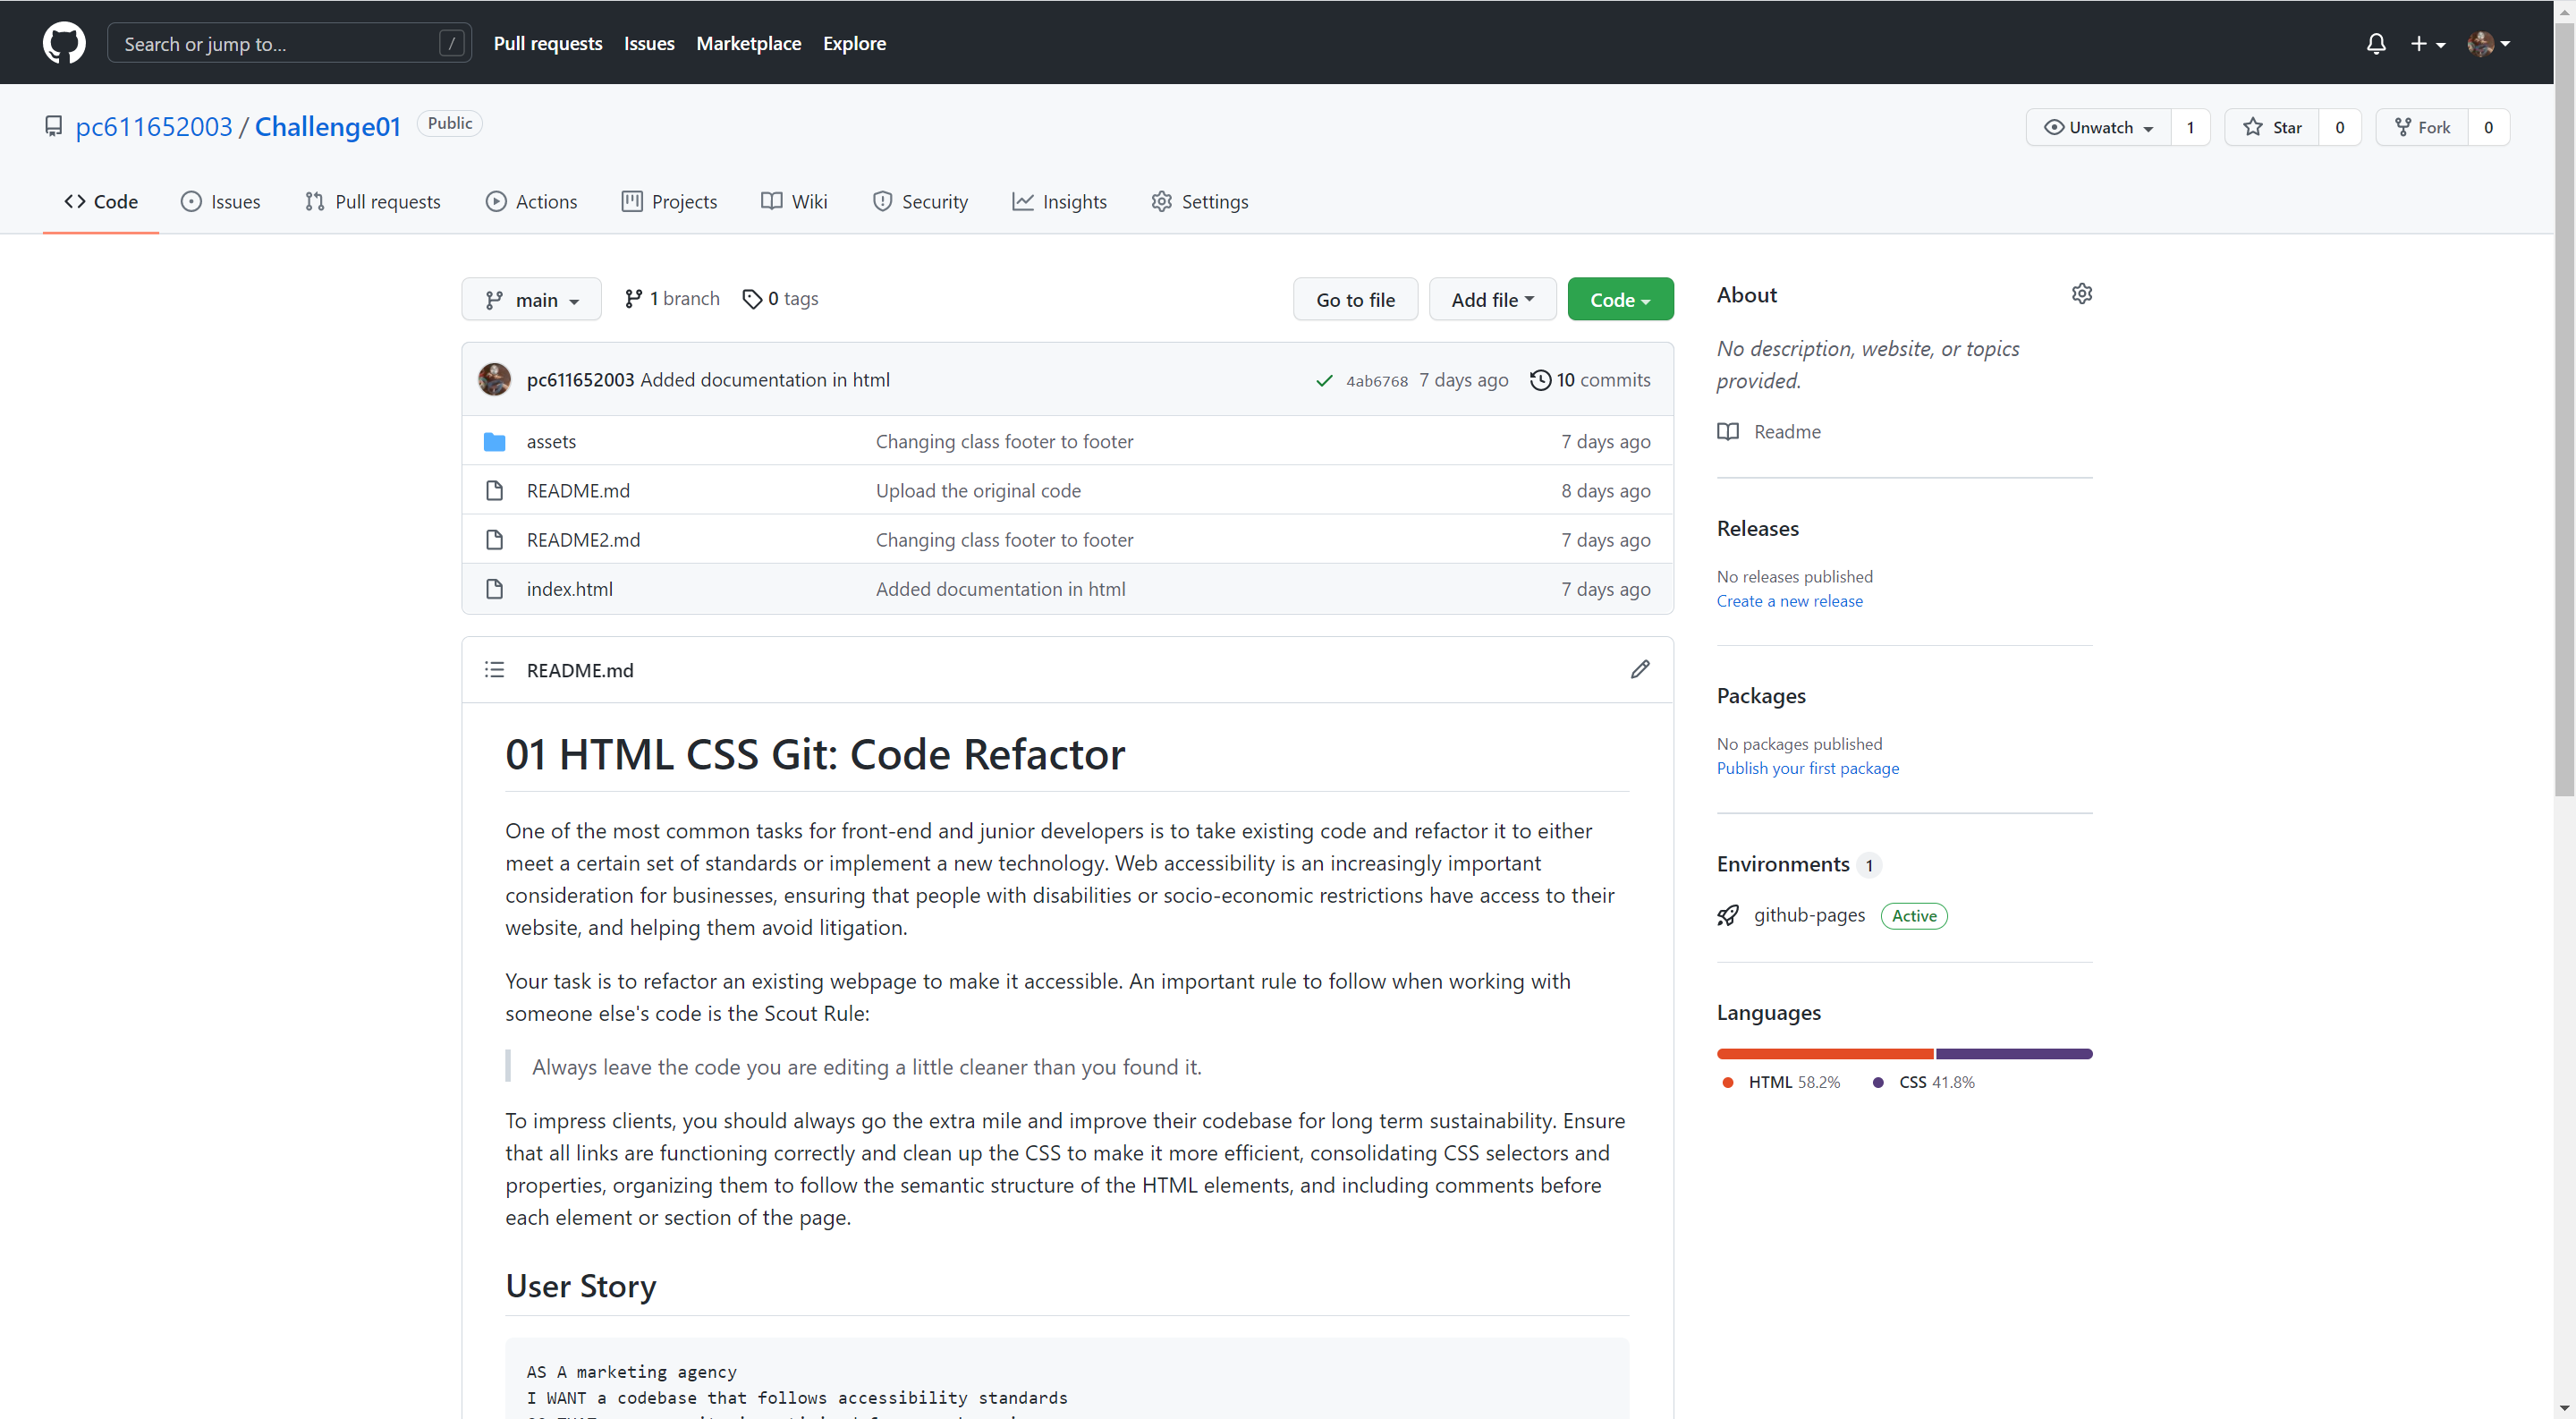 Search or jump to... /
Pull requests Issues Marketplace Explore
pc611652003 / Challenge01 Public
Unwatch 1 Star 0 Fork 0
Code Issues Pull requests Actions Projects Wiki Security Insights Settings
main 1 branch 0 tags
Go to file Add file Code
pc611652003 Added documentation in html 4ab6768 7 days ago 10 commits
assets Changing class footer to footer 7 days ago
README.md Upload the original code 8 days ago
README2.md Changing class footer to footer 7 days ago
index.html Added documentation in html 7 days ago
README.md
01 HTML CSS Git: Code Refactor
One of the most common tasks for front-end and junior developers is to take existing code and refactor it to either
meet a certain set of standards or implement a new technology. Web accessibility is an increasingly important
consideration for businesses, ensuring that people with disabilities or socio-economic restrictions have access to their
website, and helping them avoid litigation.
Your task is to refactor an existing webpage to make it accessible. An important rule to follow when working with
someone else's code is the Scout Rule:
Always leave the code you are editing a little cleaner than you found it.
To impress clients, you should always go the extra mile and improve their codebase for long term sustainability. Ensure
that all links are functioning correctly and clean up the CSS to make it more efficient, consolidating CSS selectors and
properties, organizing them to follow the semantic structure of the HTML elements, and including comments before
each element or section of the page.
User Story
AS A marketing agency
I WANT a codebase that follows accessibility standards
About
No description, website, or topics
provided.
Readme
Releases
No releases published
Create a new release
Packages
No packages published
Publish your first package
Environments 1
github-pages Active
Languages
HTML 58.2% CSS 41.8%